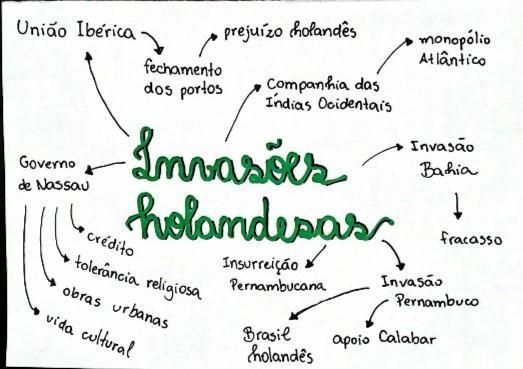 União Ibérica
fechamento
dos portos
prejuízo holandês
Companhia das
Índias Ocidentais
monopólio
Atlântico
Invasões
holandesas
Invasão
Bahia
fracasso
Governo
de Nassau
crédito
tolerância religiosa
obras urbanas
vida cultural
Insurreição
Pernambucana
Invasão
Pernambuco
Brasil
holandês
apoio Calabar